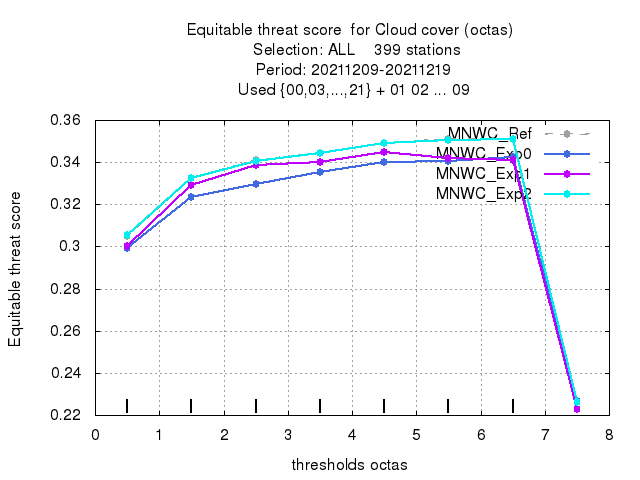 Equitable threat score  for Cloud cover (octas)
Selection: ALL    399 stations
Period: 20211209-20211219
Used {00,03,...,21} + 01 02 ... 09
0.36
0.34
0.32
0.3
0.28
0.26
0.24
0.22
Equitable threat score
MNWC_Ref
MNWC_Exp0
MNWC_Exp1
MNWC_Exp2
0 1 2 3 4 5 6 7 8
thresholds octas